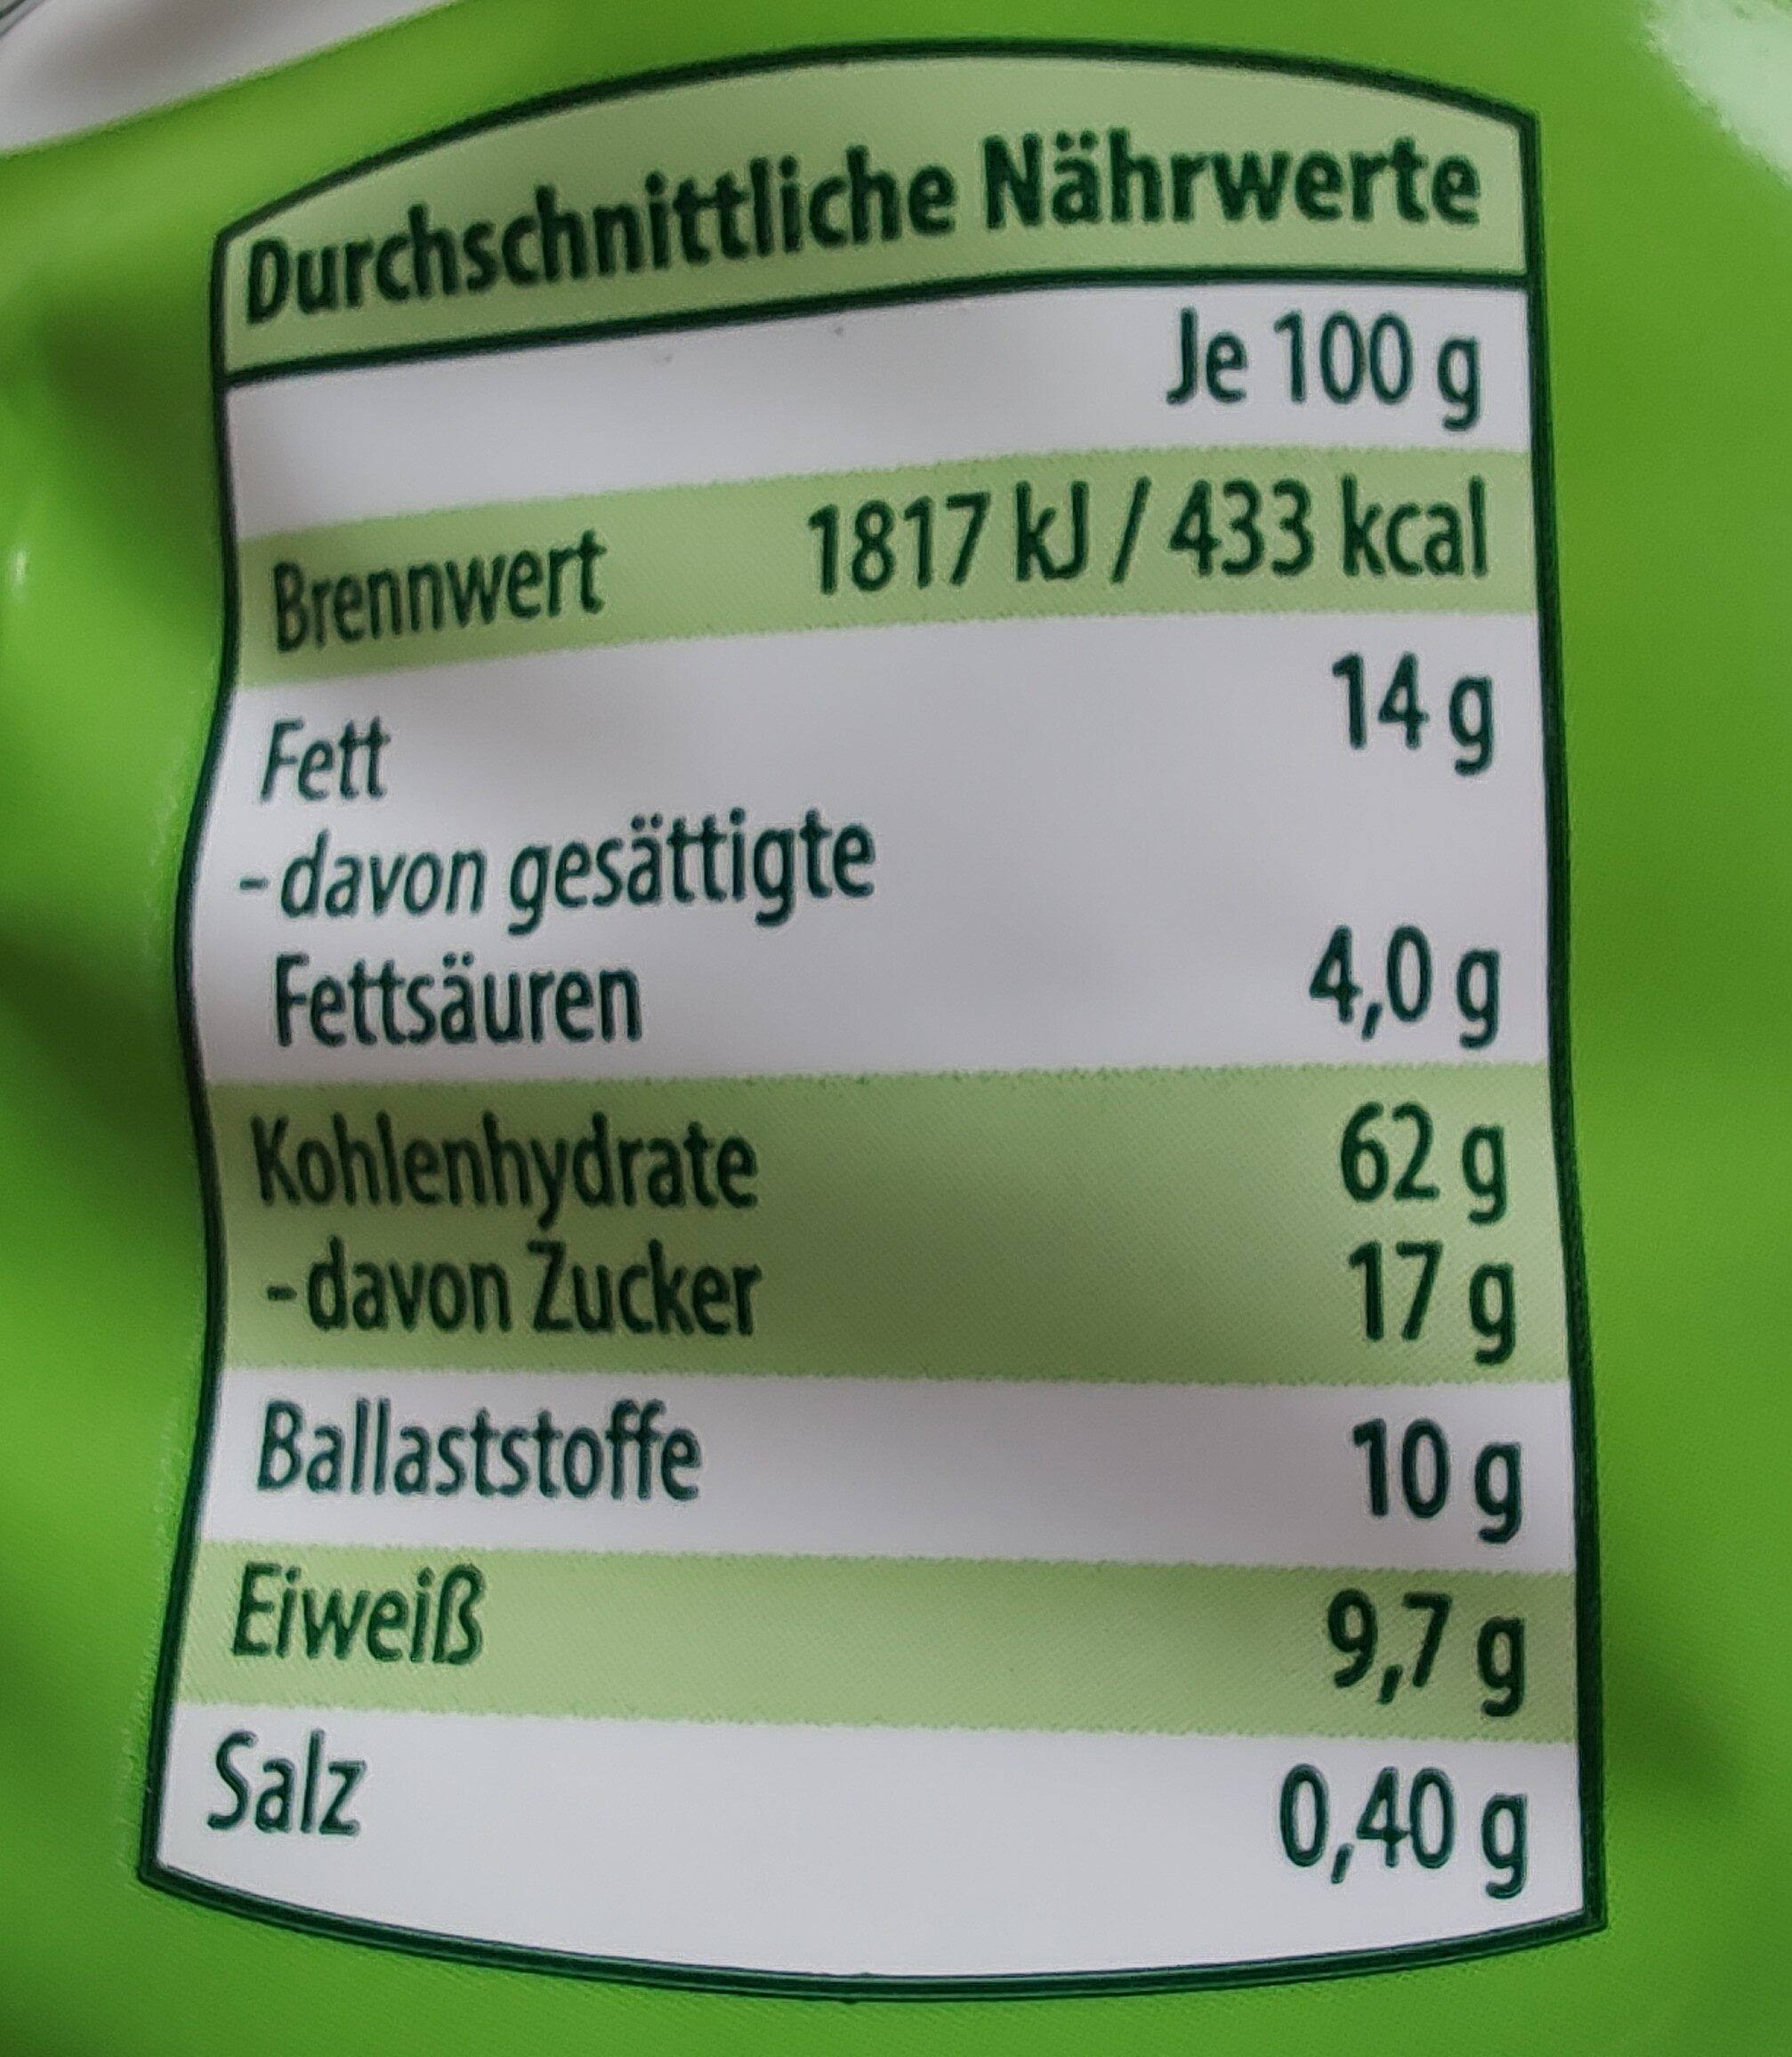 Durchschnittliche Nährwerte
Je 100 g
Brennwert 1817 kJ / 433 kcal
Fett 14 g
- davon gesättigte
Fettsäuren 4,0 g
Kohlenhydrate 62 g
- davon Zucker 17 g
Ballaststoffe 10 g
Eiweiß 9,7 g
Salz 0,40 g